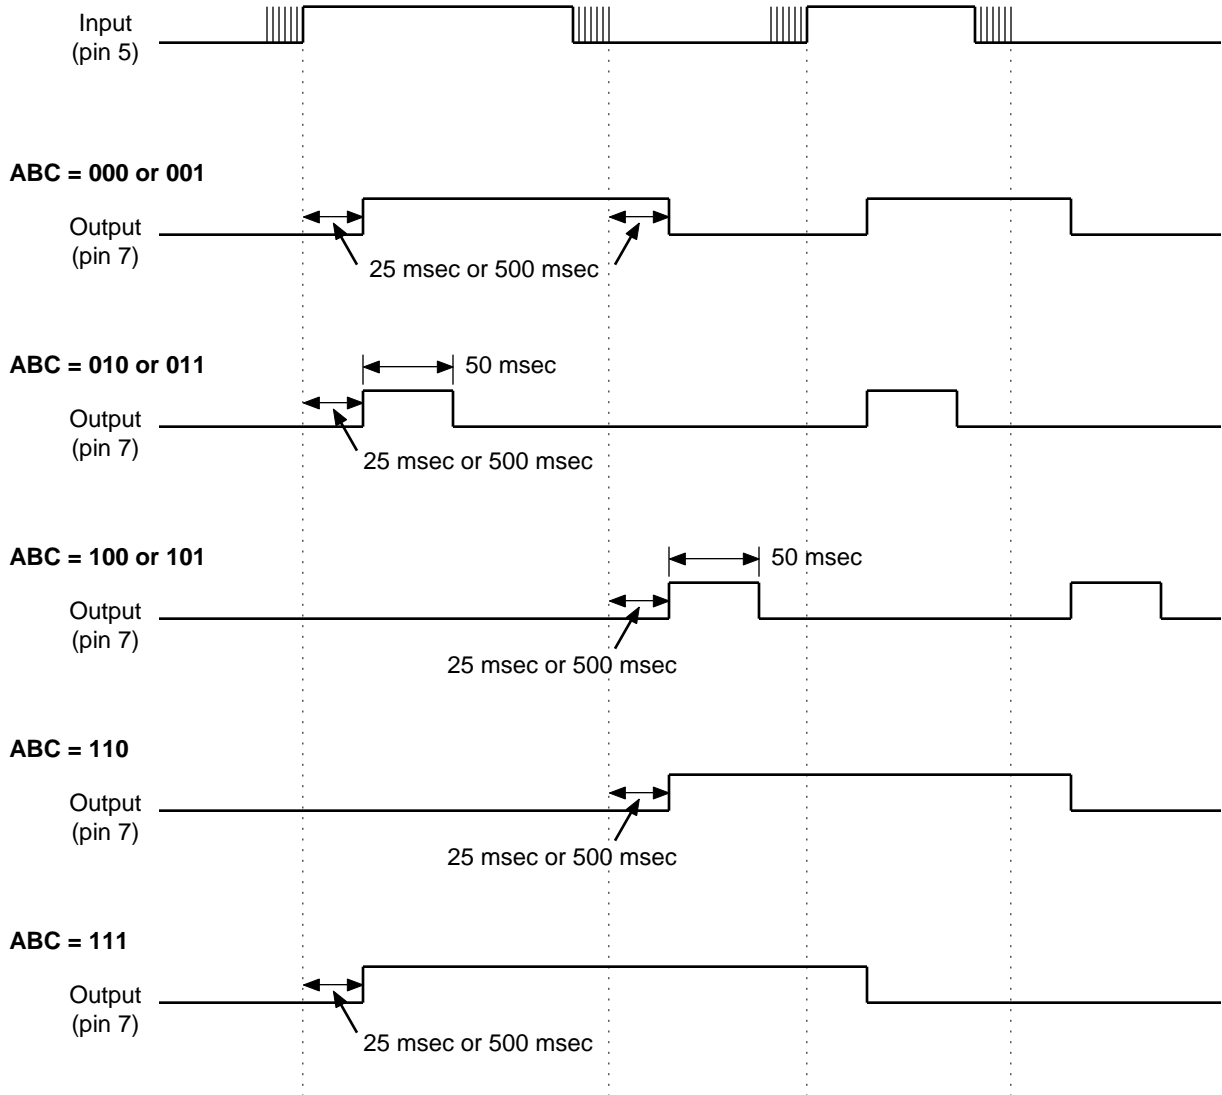 Input
(pin 5)
ABC = 000 or 001
Output
(pin 7)
25 msec or 500 msec
ABC = 010 or 011
50 msec
Output
(pin 7)
25 msec or 500 msec
ABC = 100 or 101
50 msec
Output
(pin 7)
25 msec or 500 msec
ABC = 110
Output
(pin 7)
25 msec or 500 msec
ABC = 111
Output
(pin 7)
25 msec or 500 msec